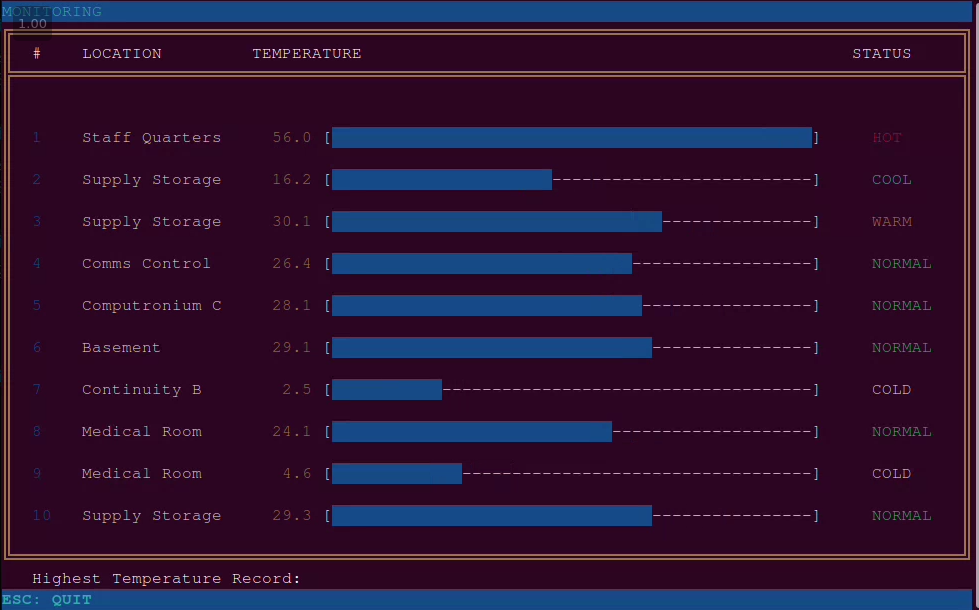 MONITORING
1.00
# LOCATION TEMPERATURE STATUS
1 Staff Quarters 56.0 [ ] HOT
2 Supply Storage 16.2 [ --------------------------] COOL
3 Supply Storage 30.1 [ ---------------] WARM
4 Comms Control 26.4 [ ------------------] NORMAL
5 Computronium C 28.1 [ -----------------] NORMAL
6 Basement 29.1 [ ----------------] NORMAL
7 Continuity B 2.5 [ -------------------------------------] COLD
8 Medical Room 24.1 [ --------------------] NORMAL
9 Medical Room 4.6 [ -----------------------------------] COLD
10 Supply Storage 29.3 [ ----------------] NORMAL
Highest Temperature Record:
ESC: QUIT